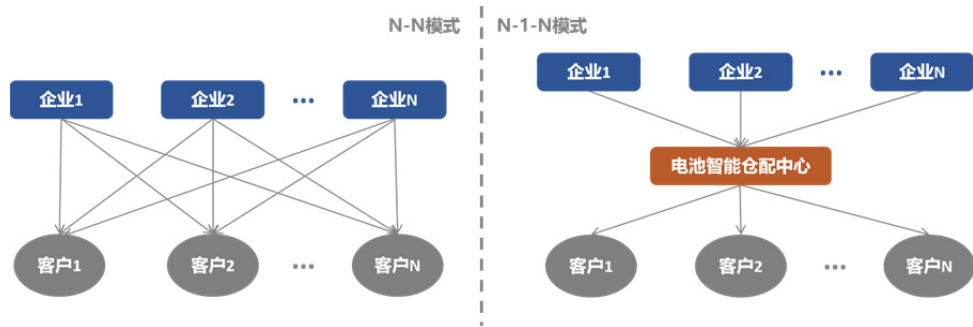 N-N模式
企业1
企业2
...
企业N
客户1
客户2
...
客户N
N-1-N模式
企业1
企业2
...
企业N
电池智能仓配中心
客户1
客户2
...
客户N